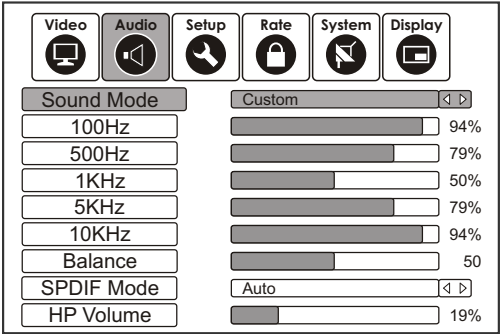 Video Audio Setup Rate System Display
Sound Mode Custom
100Hz 94%
500Hz 79%
1KHz 50%
5KHz 79%
10KHz 94%
Balance 50
SPDIF Mode Auto
HP Volume 19%